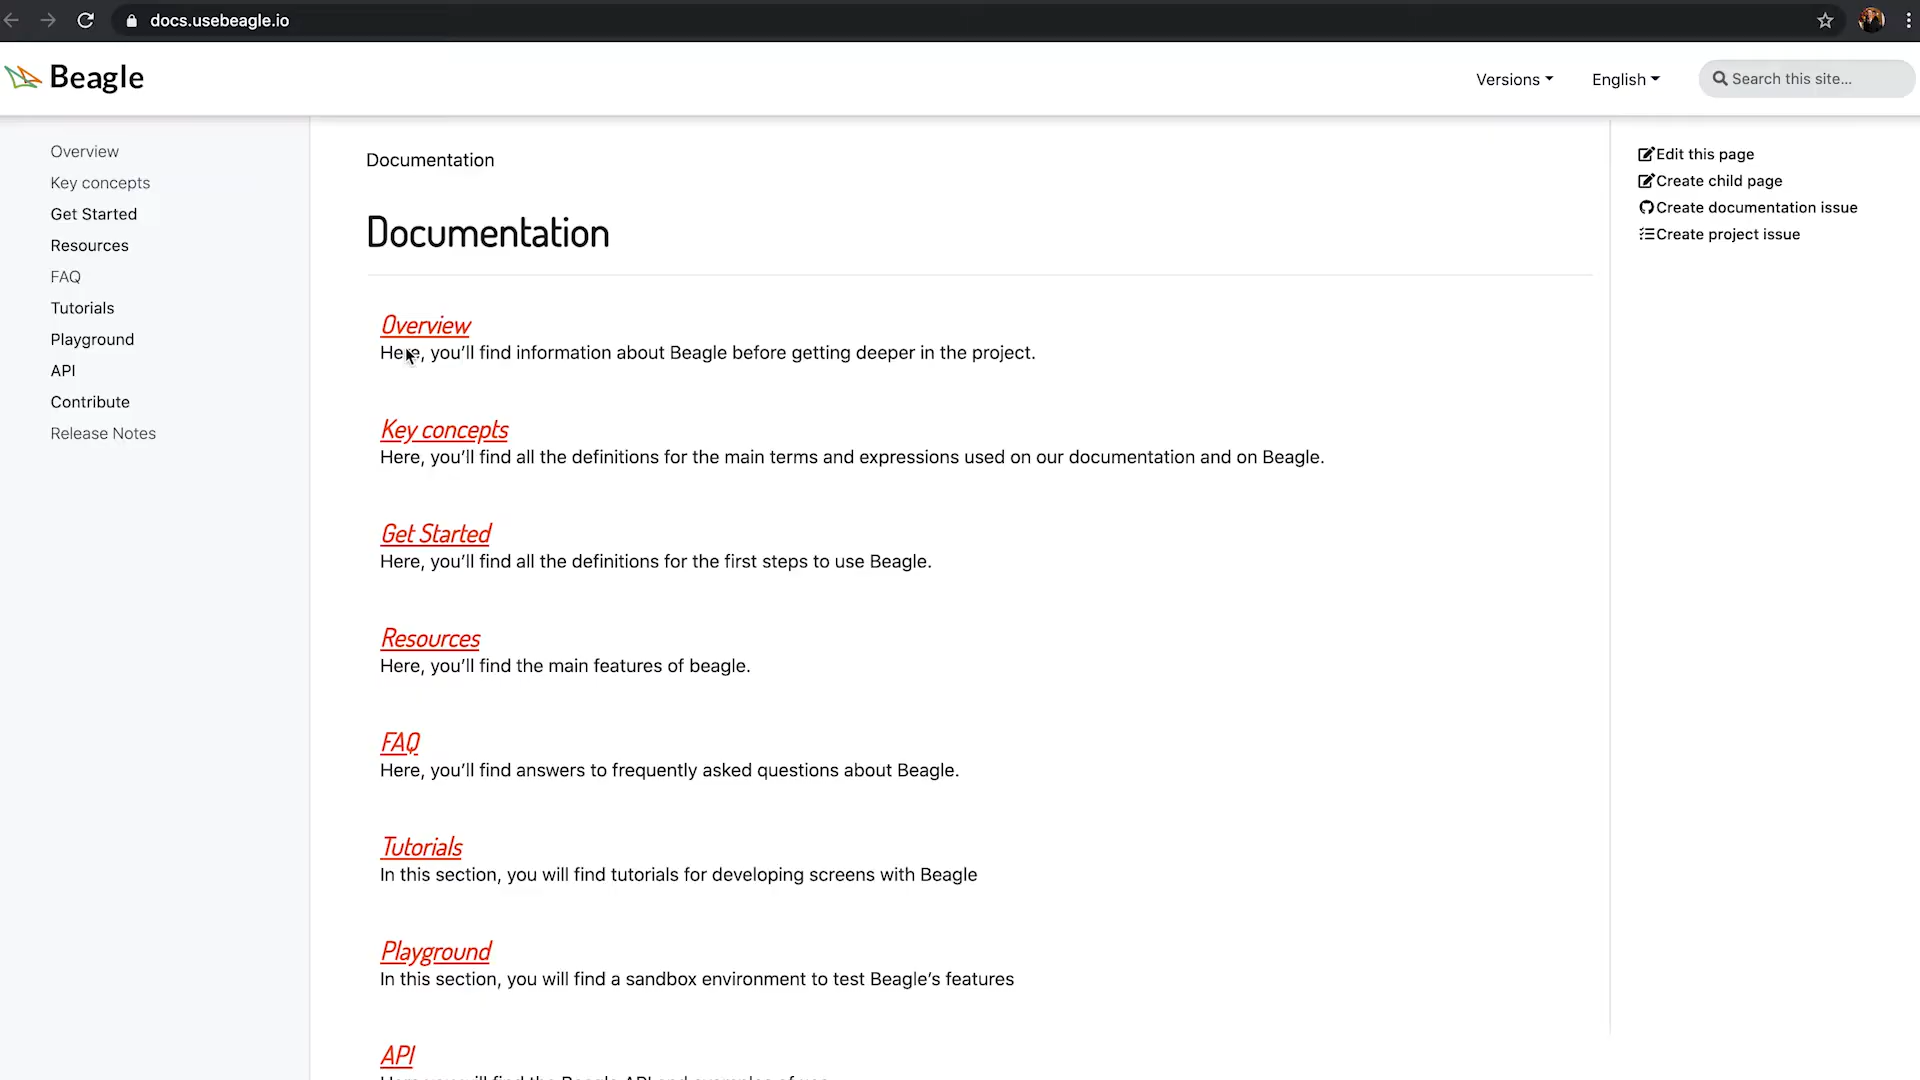 docs.usebeagle.io
Beagle
Versions
English
Search this site...
Overview
Key concepts
Get Started
Resources
FAQ
Tutorials
Playground
API
Contribute
Release Notes
Documentation
Documentation
Overview
Here, you’ll find information about Beagle before getting deeper in the project.
Key concepts
Here, you’ll find all the definitions for the main terms and expressions used on our documentation and on Beagle.
Get Started
Here, you’ll find all the definitions for the first steps to use Beagle.
Resources
Here, you’ll find the main features of beagle.
FAQ
Here, you’ll find answers to frequently asked questions about Beagle.
Tutorials
In this section, you will find tutorials for developing screens with Beagle
Playground
In this section, you will find a sandbox environment to test Beagle’s features
API
Edit this page
Create child page
Create documentation issue
Create project issue